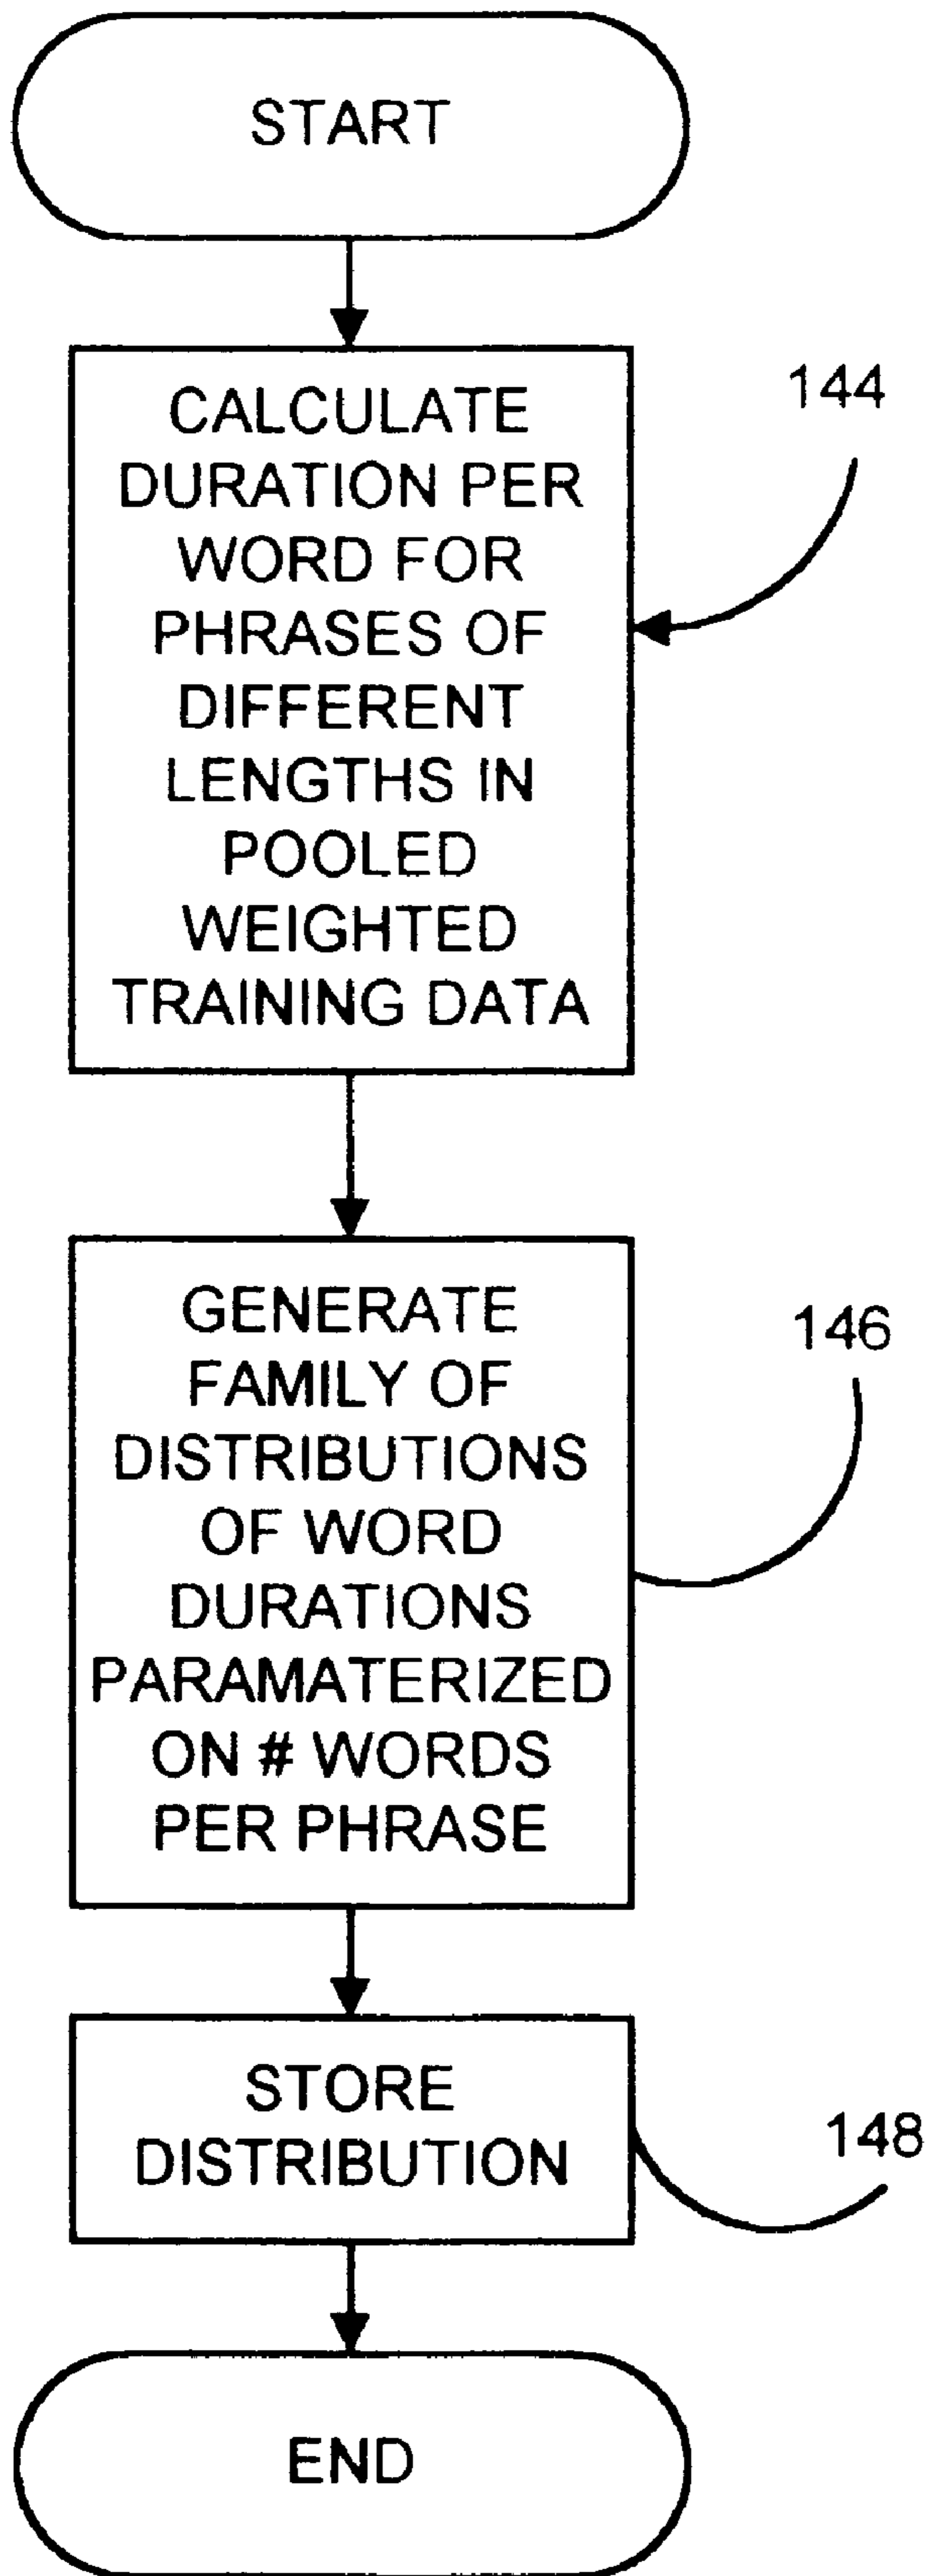 START
CALCULATE
DURATION PER
WORD FOR
PHRASES OF
DIFFERENT
LENGTHS IN
POOLED
WEIGHTED
TRAINING DATA
144
GENERATE
FAMILY OF
DISTRIBUTIONS
OF WORD
DURATIONS
PARAMATERIZED
ON # WORDS
PER PHRASE
146
STORE
DISTRIBUTION
148
END